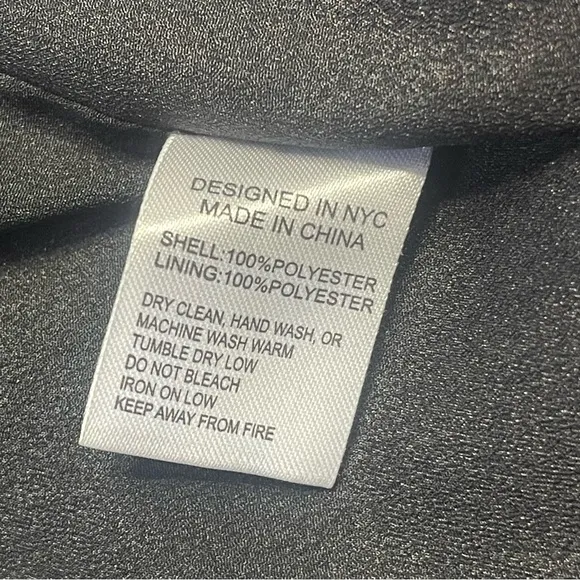 DESIGNED IN NYC
MADE IN CHINA
SHELL:100%POLYESTER
LINING:100%POLYESTER
DRY CLEAN, HAND WASH, OR
MACHINE WASH WARM
TUMBLE DRY LOW
DO NOT BLEACH
IRON ON LOW
KEEP AWAY FROM FIRE